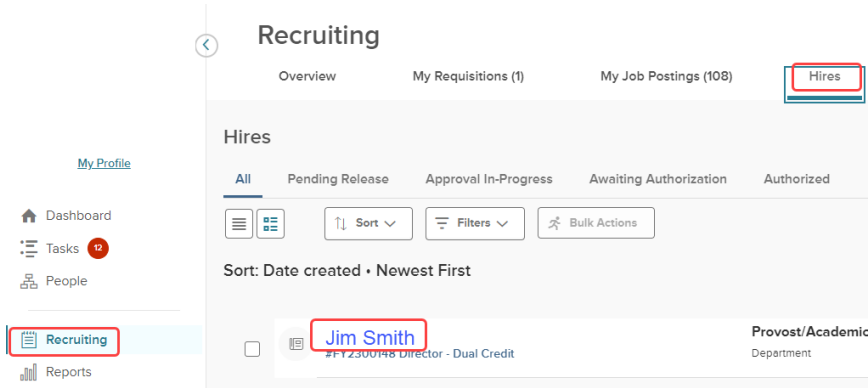 Recruiting
Overview My Requisitions (1) My Job Postings (108) Hires
Hires
My Profile
All Pending Release Approval In-Progress Awaiting Authorization Authorized
Dashboard
Sort Filters Bulk Actions
Tasks 12
Sort: Date created • Newest First
People
Jim Smith
Provost/Academic
Recruiting
#FY2300148 Director - Dual Credit
Department
Reports